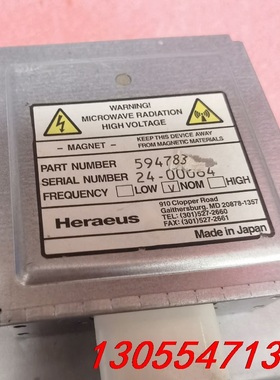 WARNING!
MICROWAVE RADIATION
HIGH VOLTAGE
– MAGNET –
KEEP THIS DEVICE AWAY
FROM MAGNETIC MATERIALS
PART NUMBER 594783
SERIAL NUMBER 24-00064
FREQUENCY LOW V NOM HIGH
Heraeus
910 Clopper Road
Gaithersburg, MD 20878-1357
TEL: (301)527-2660
FAX: (301)527-2661
Made in Japan
130554713